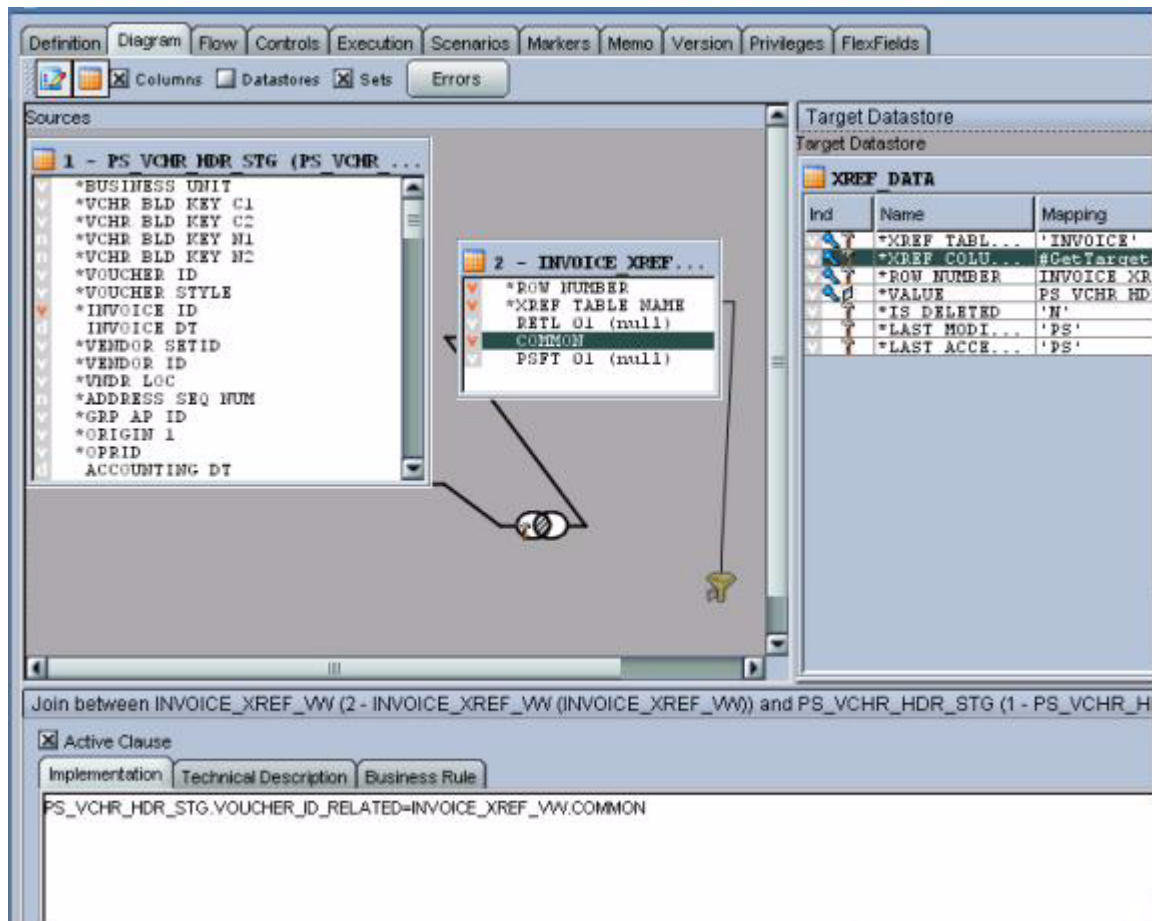 Definition Diagram Flow Controls Execution Scenarios Markers Memo Version Privileges FlexFields
Columns Datastores Sets Errors
Sources
1 - PS VCHR HDR STG (PS VCHR ...
*BUSINESS UNIT
*VCHR BLD KEY C1
*VCHR BLD KEY C2
*VCHR BLD KEY N1
*VCHR BLD KEY N2
*VOUCHER ID
*VOUCHER STYLE
*INVOICE ID
INVOICE DT
*VENDOR SETID
*VENDOR ID
*VNDR LOC
*ADDRESS SEQ NUM
*GRP AP ID
*ORIGIN 1
*OPRID
ACCOUNTING DT
2 - INVOICE XREF...
*ROW NUMBER
*XREF TABLE NAME
RETL 01 (null)
COMMON
PSFT 01 (null)
Target Datastore
Target Datastore
XREF DATA
Ind Name Mapping
*XREF TABL... 'INVOICE'
*XREF COLU... #GetTarget
*ROW NUMBER INVOICE XR
*VALUE PS VCHR HD
*IS DELETED 'N'
*LAST MODI... 'PS'
*LAST ACCE... 'PS'
Join between INVOICE_XREF_VW (2 - INVOICE_XREF_VW (INVOICE_XREF_VW)) and PS_VCHR_HDR_STG (1 - PS_VCHR_H
Active Clause
Implementation Technical Description Business Rule
PS_VCHR_HDR_STG.VOUCHER_ID_RELATED=INVOICE_XREF_VW.COMMON